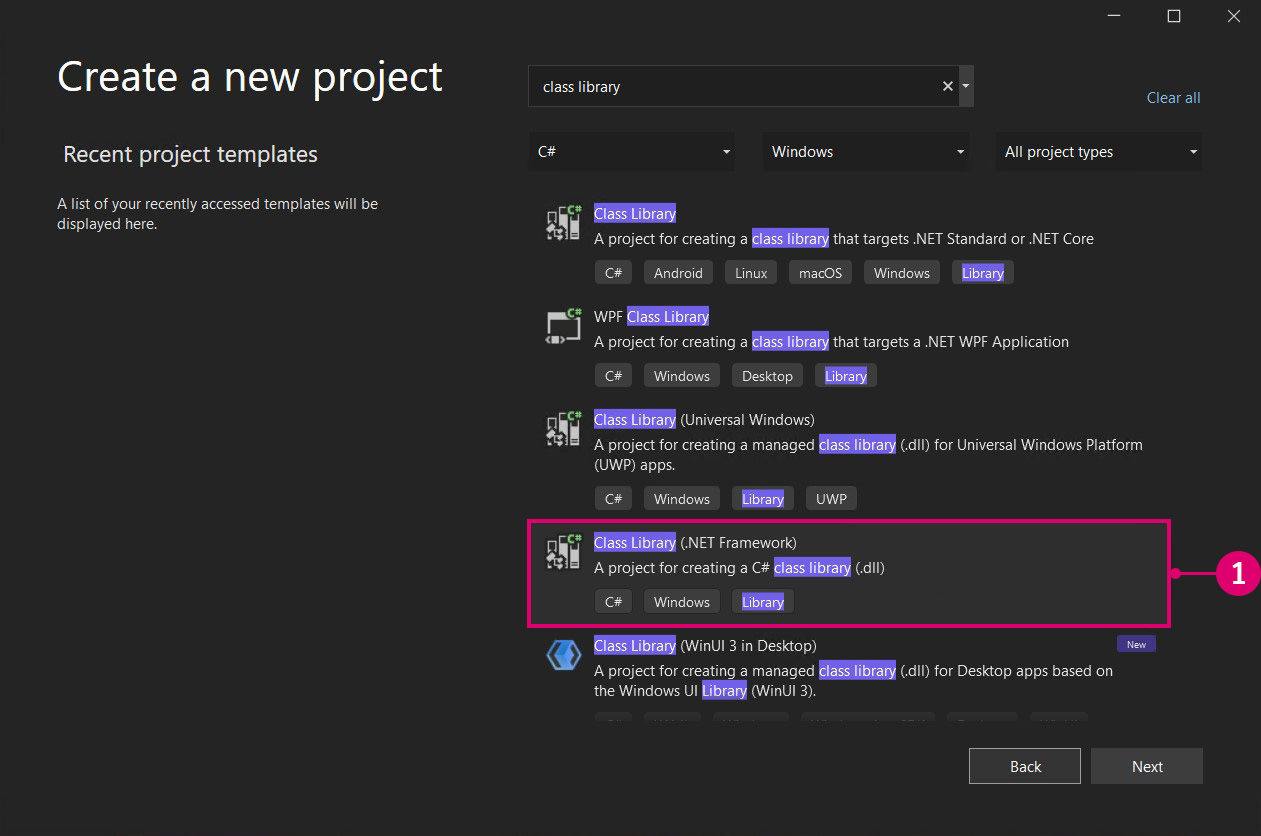 Create a new project
class library
Clear all
Recent project templates
C#
Windows
All project types
A list of your recently accessed templates will be
displayed here.
C#
Class Library
A project for creating a class library that targets .NET Standard or .NET Core
C# Android Linux macOS Windows Library
C#
WPF Class Library
A project for creating a class library that targets a .NET WPF Application
C# Windows Desktop Library
C#
Class Library (Universal Windows)
A project for creating a managed class library (.dll) for Universal Windows Platform
(UWP) apps.
C# Windows Library UWP
C#
Class Library (.NET Framework)
A project for creating a C# class library (.dll)
C# Windows Library
1
Class Library (WinUI 3 in Desktop)
New
A project for creating a managed class library (.dll) for Desktop apps based on
the Windows UI Library (WinUI 3).
Back
Next